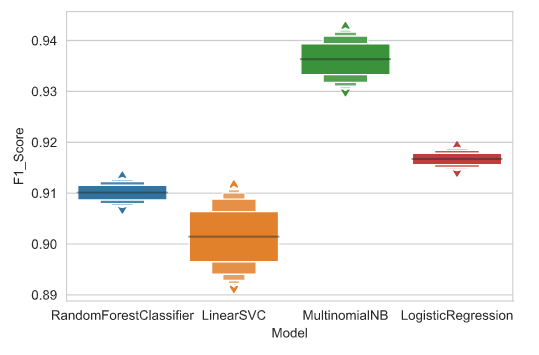 F1_Score
0.94
0.93
0.92
0.91
0.90
0.89
RandomForestClassifier LinearSVC MultinomialNB LogisticRegression
Model